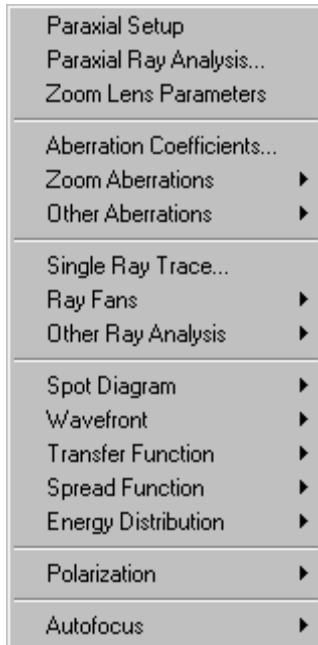 Paraxial Setup
Paraxial Ray Analysis...
Zoom Lens Parameters
Aberration Coefficients...
Zoom Aberrations
Other Aberrations
Single Ray Trace...
Ray Fans
Other Ray Analysis
Spot Diagram
Wavefront
Transfer Function
Spread Function
Energy Distribution
Polarization
Autofocus